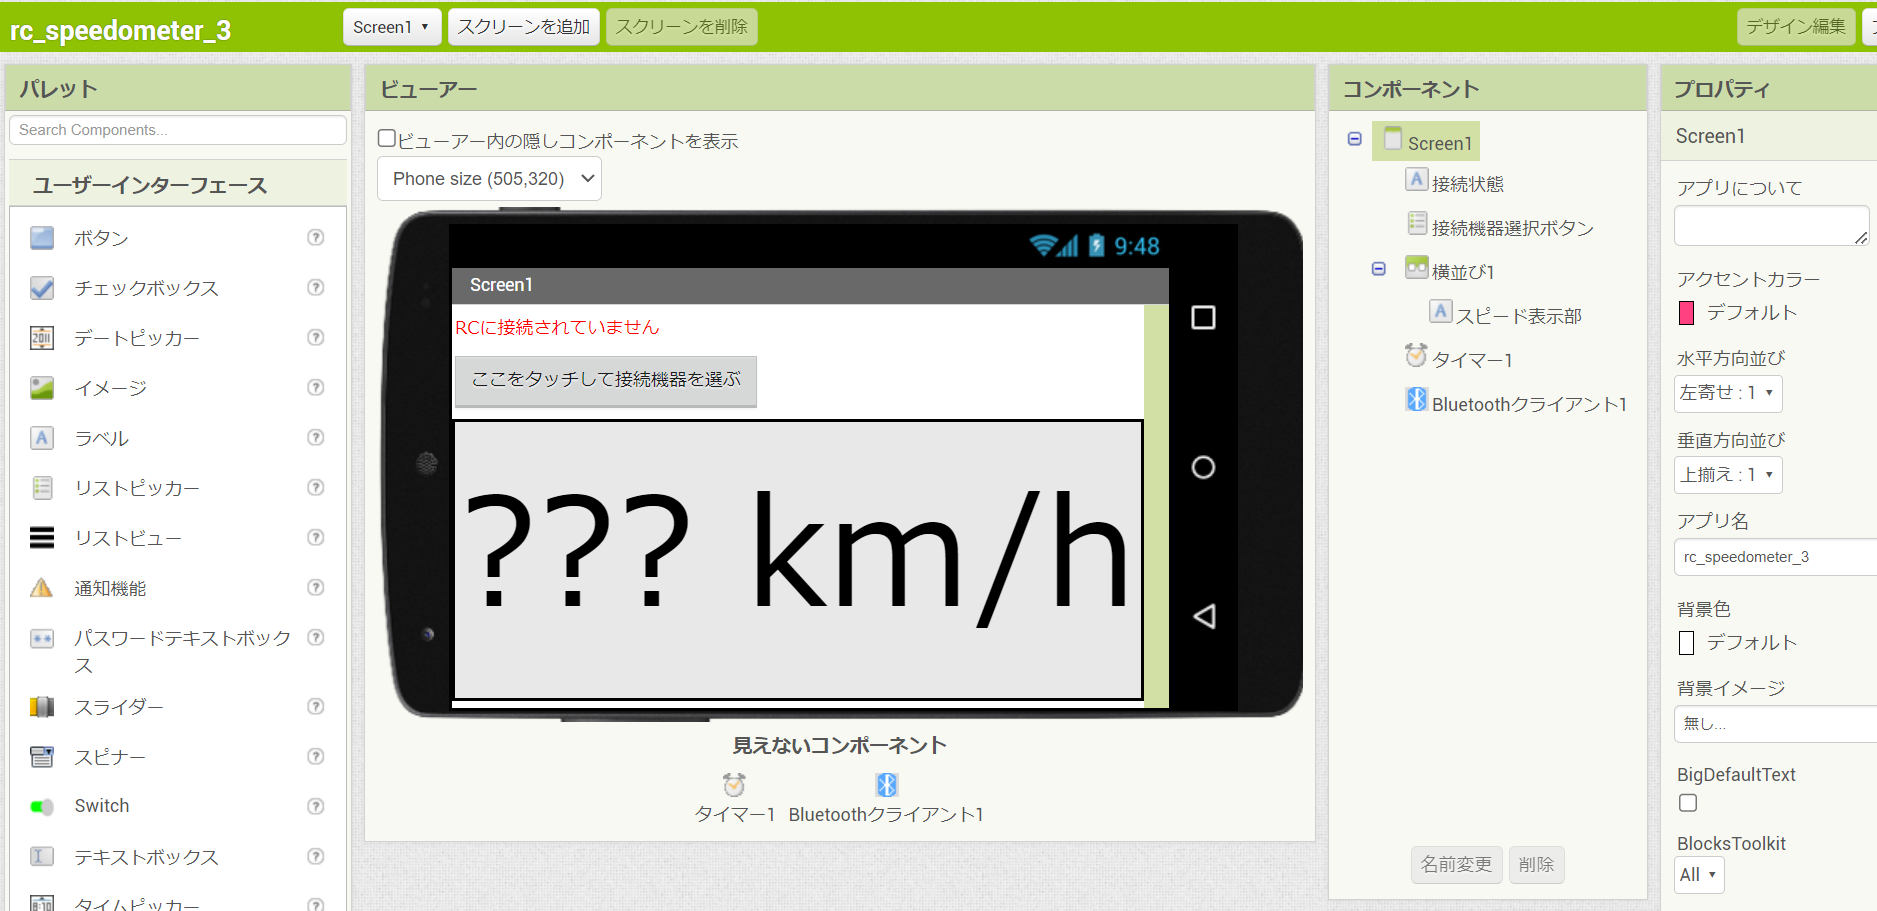 rc_speedometer_3
Screen1 ▾
スクリーンを追加
スクリーンを削除
デザイン編集
パレット
Search Components...
ユーザーインターフェース
ボタン
チェックボックス
デートピッカー
イメージ
ラベル
リストピッカー
リストビュー
通知機能
パスワードテキストボック
ス
スライダー
スピナー
Switch
テキストボックス
タイムピッカー
ビューアー
ビューアー内の隠しコンポーネントを表示
Phone size (505,320)
9:48
Screen1
RCに接続されていません
ここをタッチして接続機器を選ぶ
??? km/h
見えないコンポーネント
タイマー1
Bluetoothクライアント1
コンポーネント
Screen1
接続状態
接続機器選択ボタン
横並び1
スピード表示部
タイマー1
Bluetoothクライアント1
名前変更
削除
プロパティ
Screen1
アプリについて
アクセントカラー
デフォルト
水平方向並び
左寄せ : 1 ▾
垂直方向並び
上揃え : 1 ▾
アプリ名
rc_speedometer_3
背景色
デフォルト
背景イメージ
無し...
BigDefaultText
BlocksToolkit
All ▾